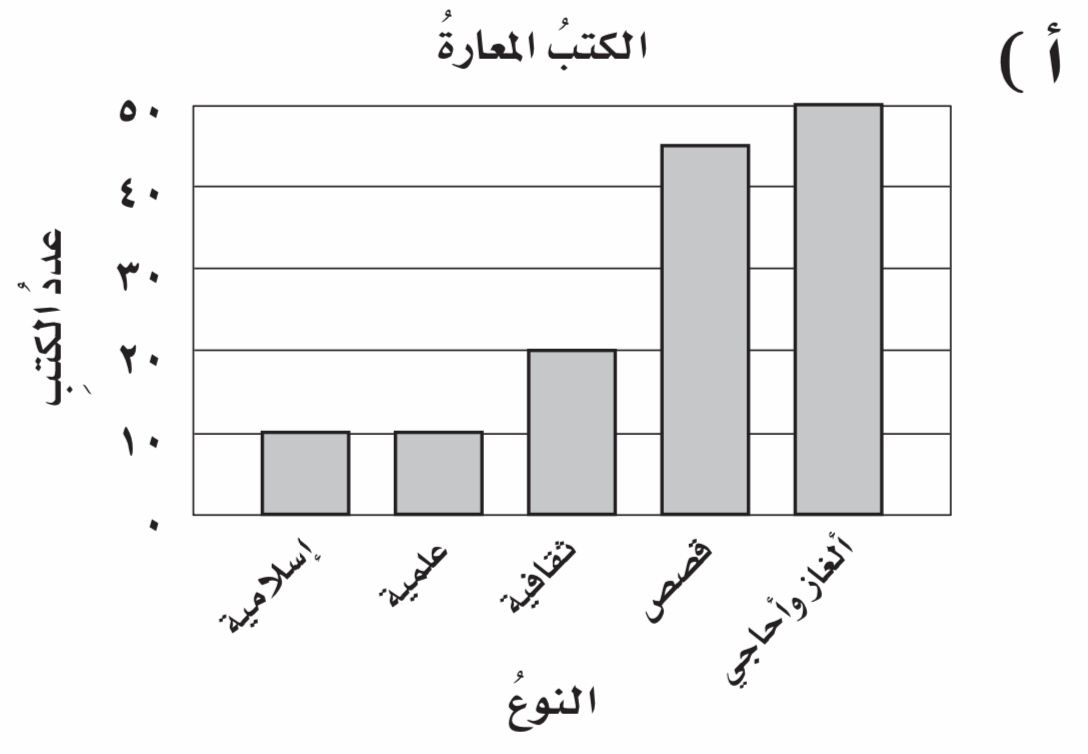 أ )
الكتبُ المعارةُ
عددُ الكتبِ
٥٠
٤٠
٣٠
٢٠
١٠
٠
إسلامية
علمية
ثقافية
قصص
ألغاز وأحاجي
النوعُ